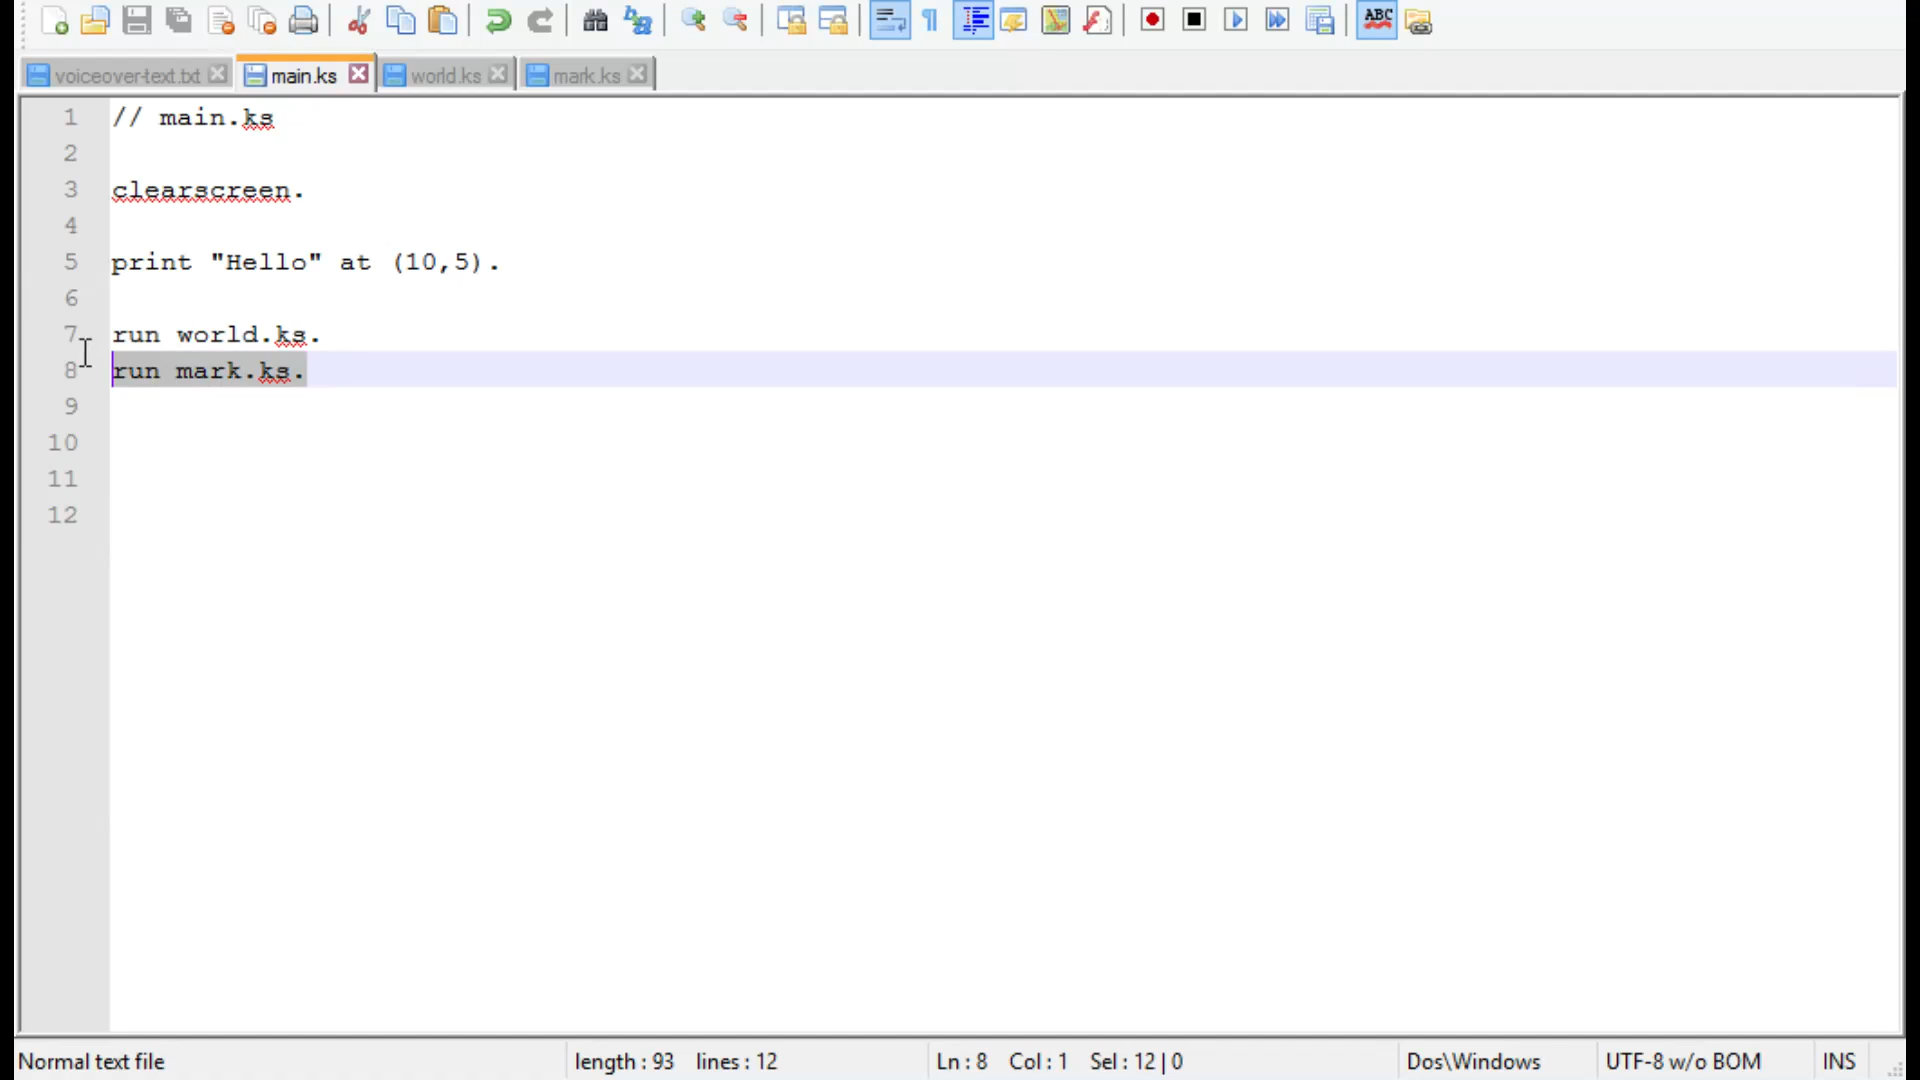 ABC
voiceover-text.txt main.ks world.ks mark.ks
1 // main.ks
2
3 clearscreen.
4
5 print "Hello" at (10,5).
6
7 run world.ks.
8 run mark.ks.
9
10
11
12
Normal text file length : 93 lines : 12 Ln : 8 Col : 1 Sel : 12 | 0 Dos\Windows UTF-8 w/o BOM INS